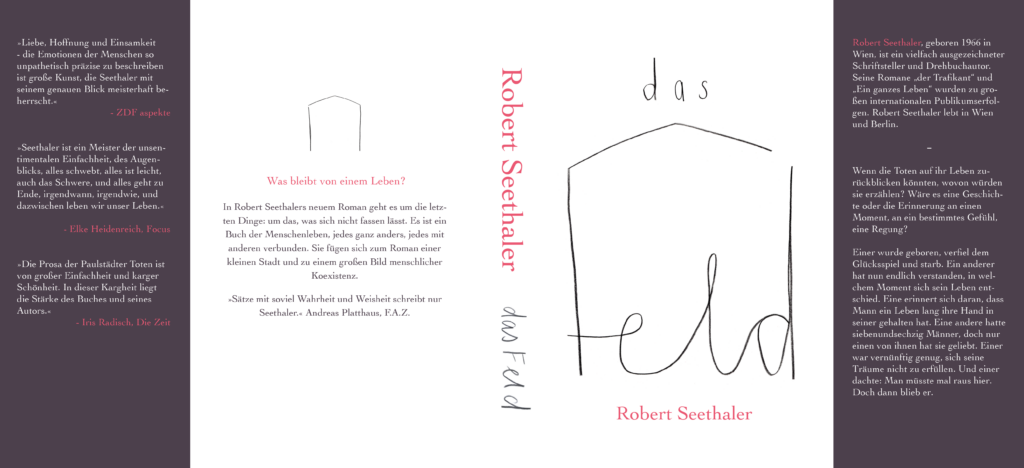 »Liebe, Hoffnung und Einsamkeit
- die Emotionen der Menschen so
unpathetisch präzise zu beschreiben
ist große Kunst, die Seethaler mit
seinem genauen Blick meisterhaft be-
herrscht.«
- ZDF aspekte
»Seethaler ist ein Meister der unsen-
timentalen Einfachheit, des Augen-
blicks, alles schwebt, alles ist leicht,
auch das Schwere, und alles geht zu
Ende, irgendwann, irgendwie, und
dazwischen leben wir unser Leben.«
- Elke Heidenreich, Focus
»Die Prosa der Paulstädter Toten ist
von großer Einfachheit und karger
Schönheit. In dieser Kargheit liegt
die Stärke des Buches und seines
Autors.«
- Iris Radisch, Die Zeit
Was bleibt von einem Leben?
In Robert Seethalers neuem Roman geht es um die letz-
ten Dinge: um das, was sich nicht fassen lässt. Es ist ein
Buch der Menschenleben, jedes ganz anders, jedes mit
anderen verbunden. Sie fügen sich zum Roman einer
kleinen Stadt und zu einem großen Bild menschlicher
Koexistenz.
»Sätze mit soviel Wahrheit und Weisheit schreibt nur
Seethaler.« Andreas Platthaus, F.A.Z.
Robert Seethaler das Feld
das
Feld
Robert Seethaler
Robert Seethaler, geboren 1966 in
Wien, ist ein vielfach ausgezeichneter
Schriftsteller und Drehbuchautor.
Seine Romane „der Trafikant" und
„Ein ganzes Leben" wurden zu gro-
ßen internationalen Publikumserfol-
gen. Robert Seethaler lebt in Wien
und Berlin.
–
Wenn die Toten auf ihr Leben zu-
rückblicken könnten, wovon würden
sie erzählen? Wäre es eine Geschich-
te oder die Erinnerung an einen
Moment, an ein bestimmtes Gefühl,
eine Regung?
Einer wurde geboren, verfiel dem
Glücksspiel und starb. Ein anderer
hat nun endlich verstanden, in wel-
chem Moment sich sein Leben ent-
schied. Eine erinnert sich daran, dass
Mann ein Leben lang ihre Hand in
seiner gehalten hat. Eine andere hatte
siebenundsechzig Männer, doch nur
einen von ihnen hat sie geliebt. Einer
war vernünftig genug, sich seine
Träume nicht zu erfüllen. Und einer
dachte: Man müsste mal raus hier.
Doch dann blieb er.